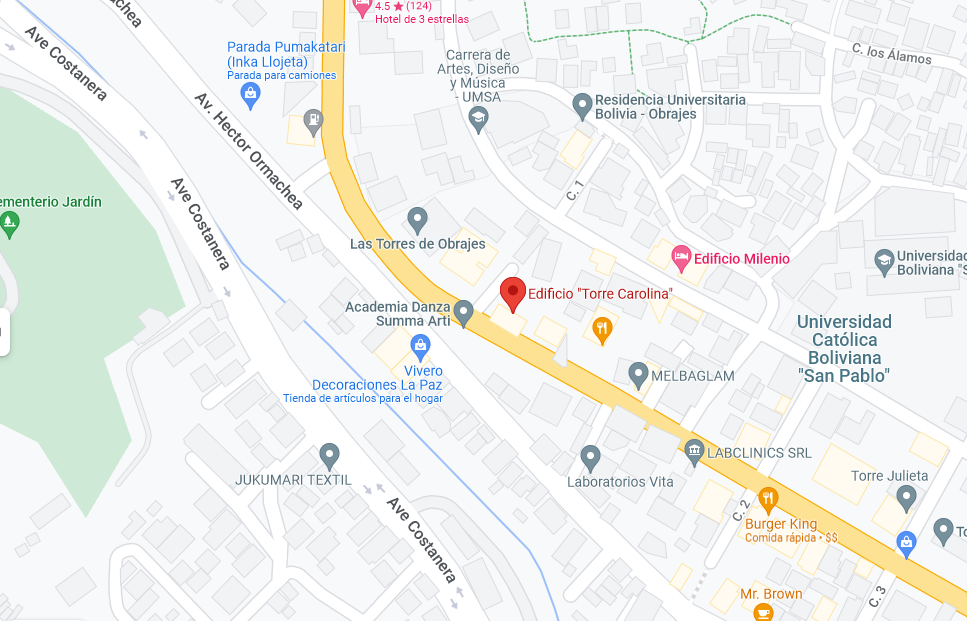 4.5 ★ (124)
Hotel de 3 estrellas
machea
Ave Costanera
Parada Pumakatari
(Inka Llojeta)
Parada para camiones
Carrera de
Artes, Diseño
y Música
- UMSA
C. los Álamos
Residencia Universitaria
Bolivia - Obrajes
Av. Hector Ormachea
C. 1
ementerio Jardín
Ave Costanera
Las Torres de Obrajes
Edificio Milenio
Universidad
Boliviana "S
Edificio "Torre Carolina"
Academia Danza
Summa Arti
Universidad
Católica
Boliviana
"San Pablo"
Vivero
Decoraciones La Paz
Tienda de artículos para el hogar
MELBAGLAM
LABCLINICS SRL
JUKUMARI TEXTIL
Laboratorios Vita
Torre Julieta
Ave Costanera
C. 2
Burger King
Comida rápida • $$
To
Mr. Brown
C. 3